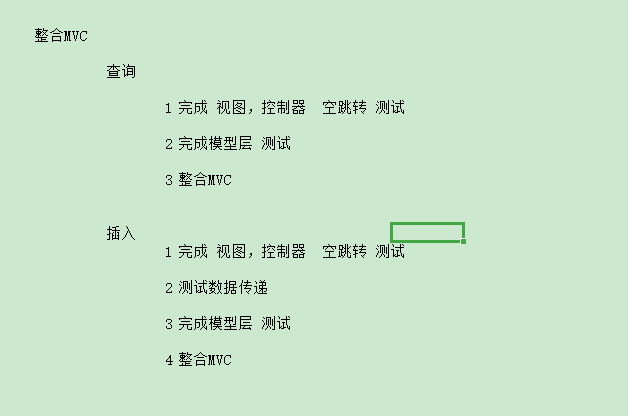 整合MVC
查询
1 完成 视图，控制器  空跳转 测试
2 完成模型层 测试
3 整合MVC
插入
1 完成 视图，控制器  空跳转 测试
2 测试数据传递
3 完成模型层 测试
4 整合MVC